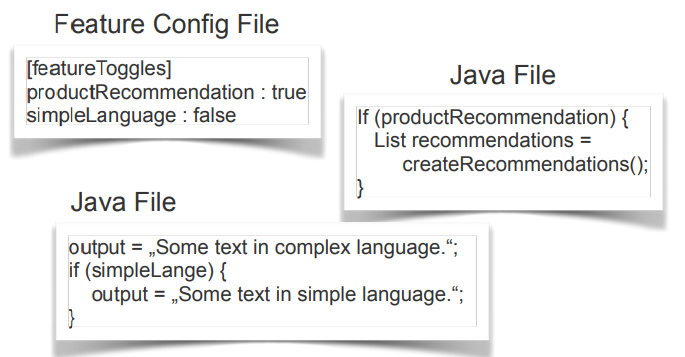 Feature Config File
[featureToggles]
productRecommendation : true
simpleLanguage : false
Java File
If (productRecommendation) {
List recommendations =
createRecommendations();
}
Java File
output = „Some text in complex language.“;
if (simpleLange) {
output = „Some text in simple language.“;
}